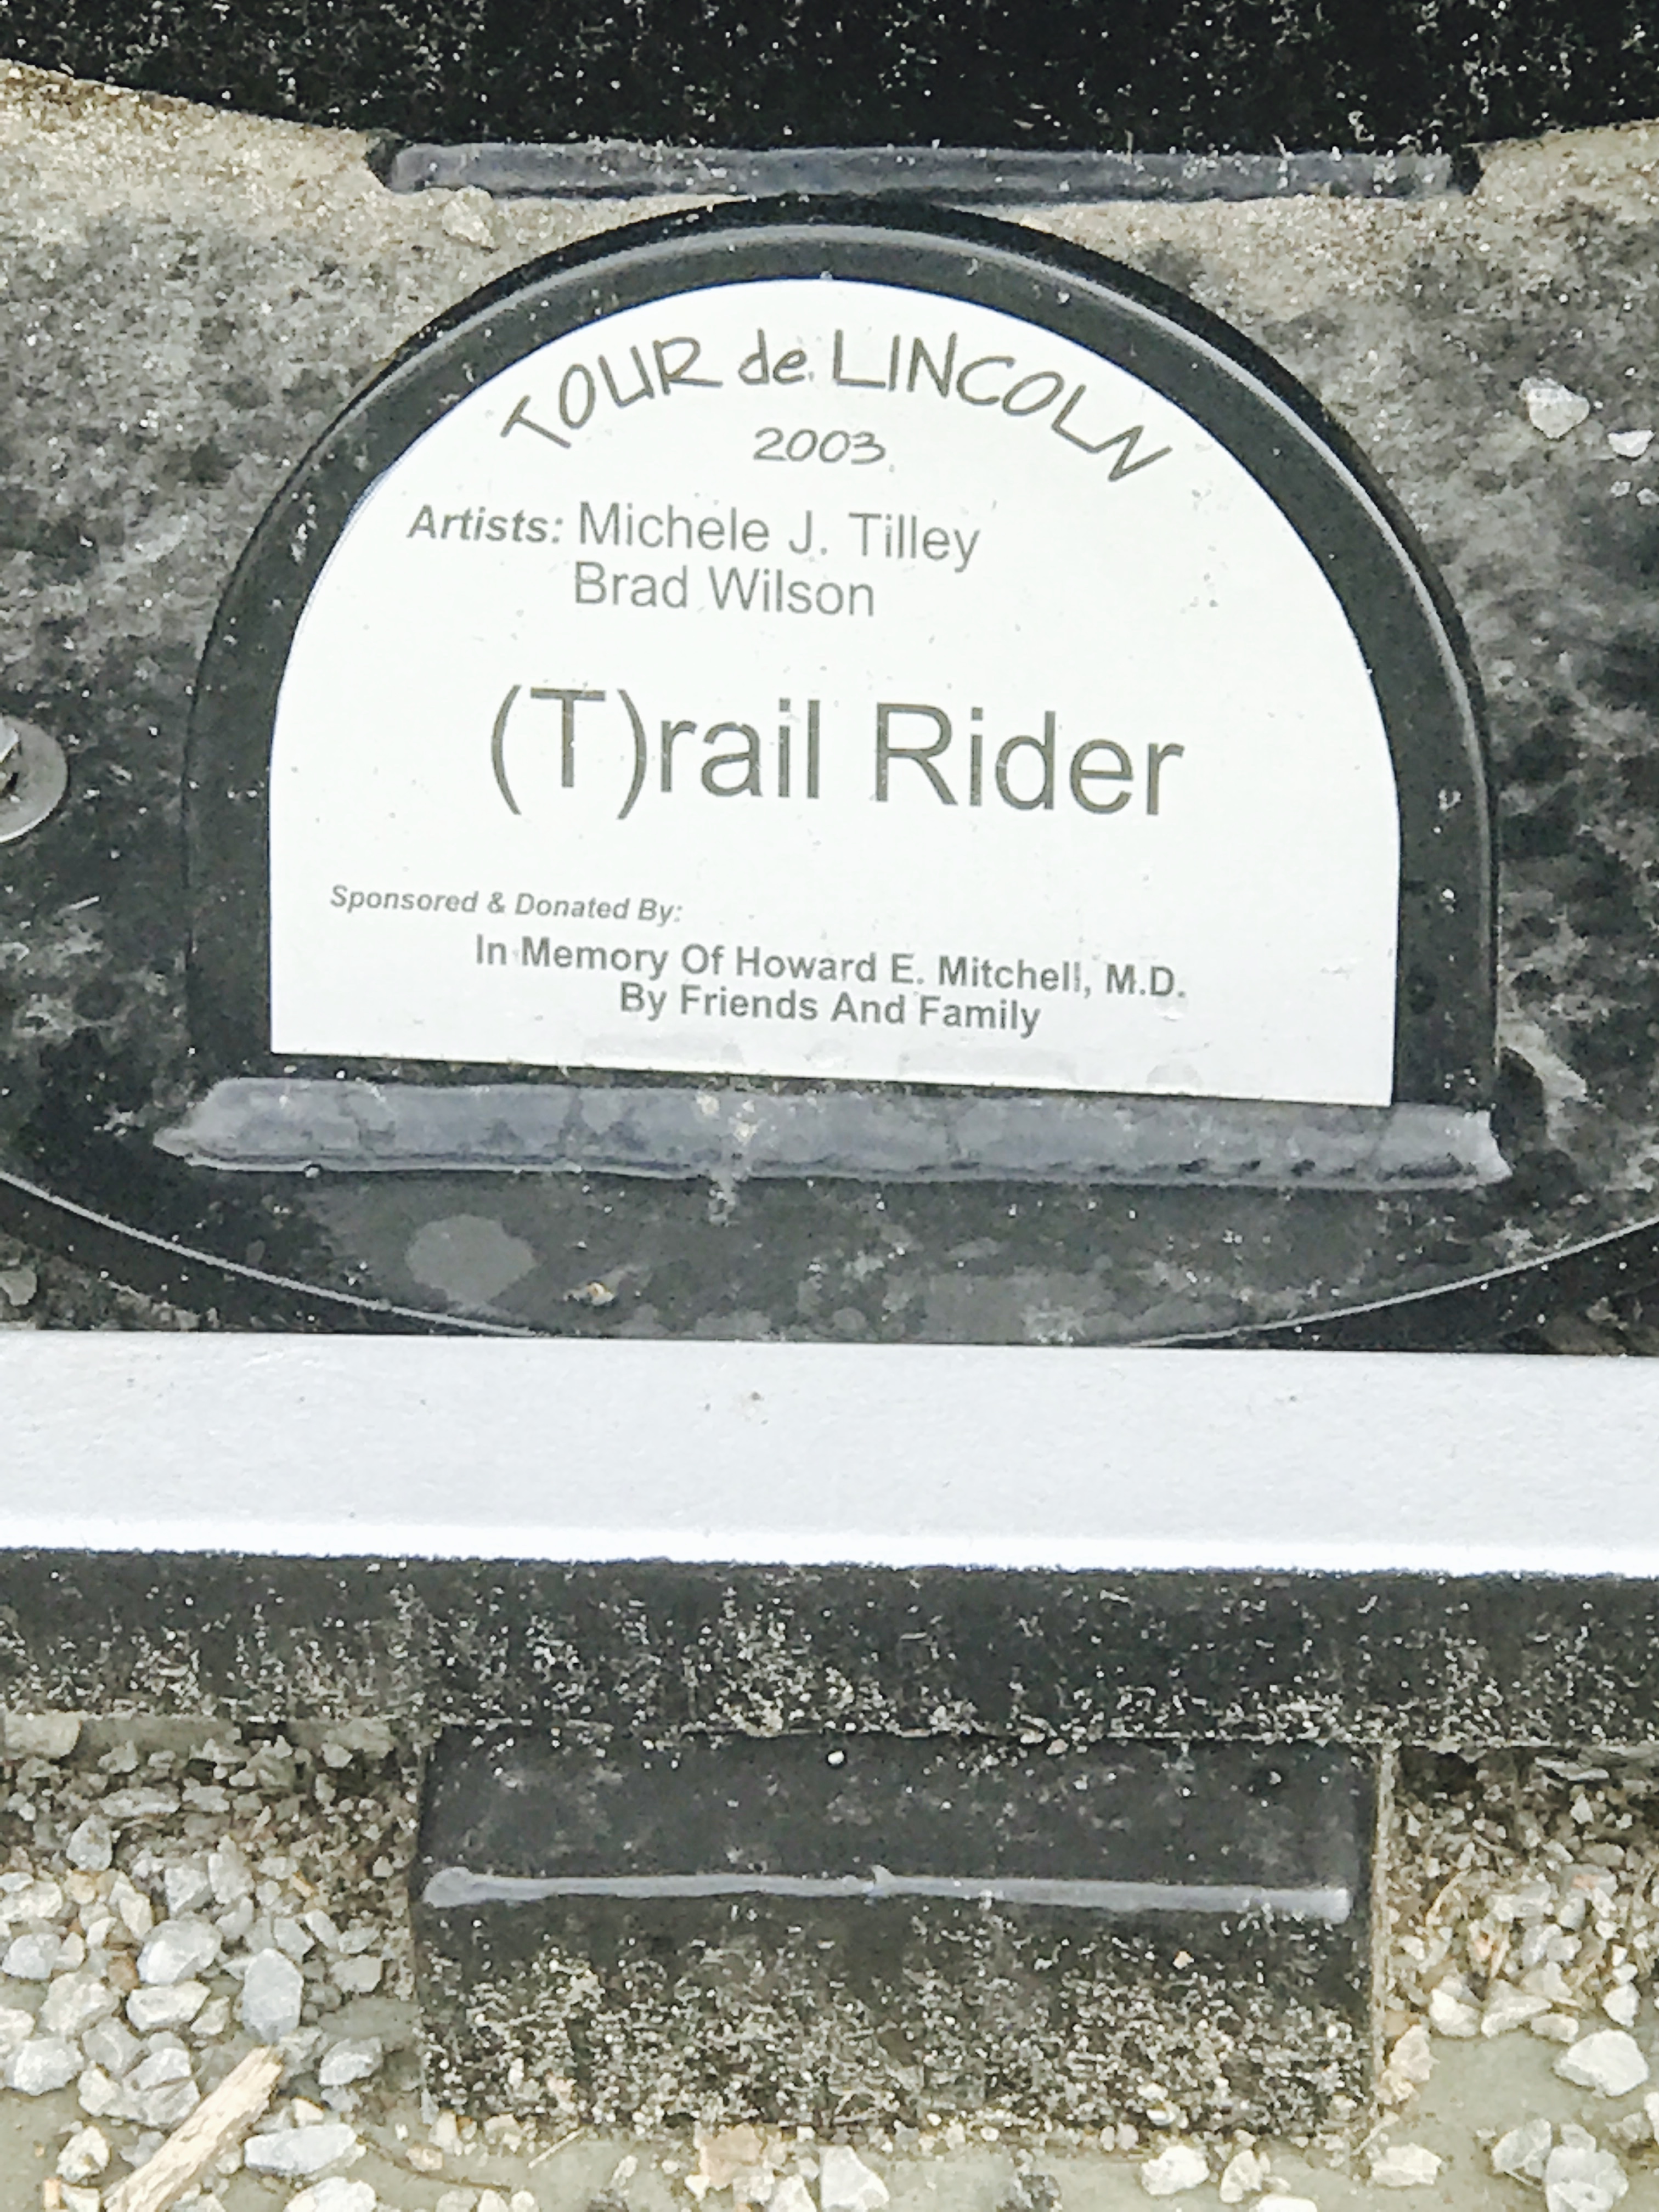 TOUR de LINCOLN
2003
Artists: Michele J. Tilley
Brad Wilson
(T)rail Rider
Sponsored & Donated By:
In Memory Of Howard E. Mitchell, M.D.
By Friends And Family